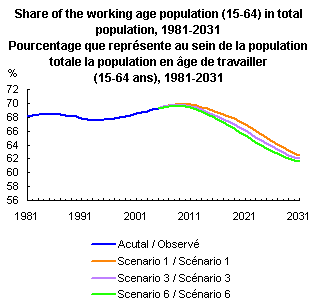 Share of the working age population (15-64) in total
population, 1981-2031
Pourcentage que représente au sein de la population
totale la population en âge de travailler
(15-64 ans), 1981-2031
%
72
70
68
66
64
62
60
58
56
1981
1991
2001
2011
2021
2031
Acutal / Observé
Scenario 1 / Scénario 1
Scenario 3 / Scénario 3
Scenario 6 / Scénario 6